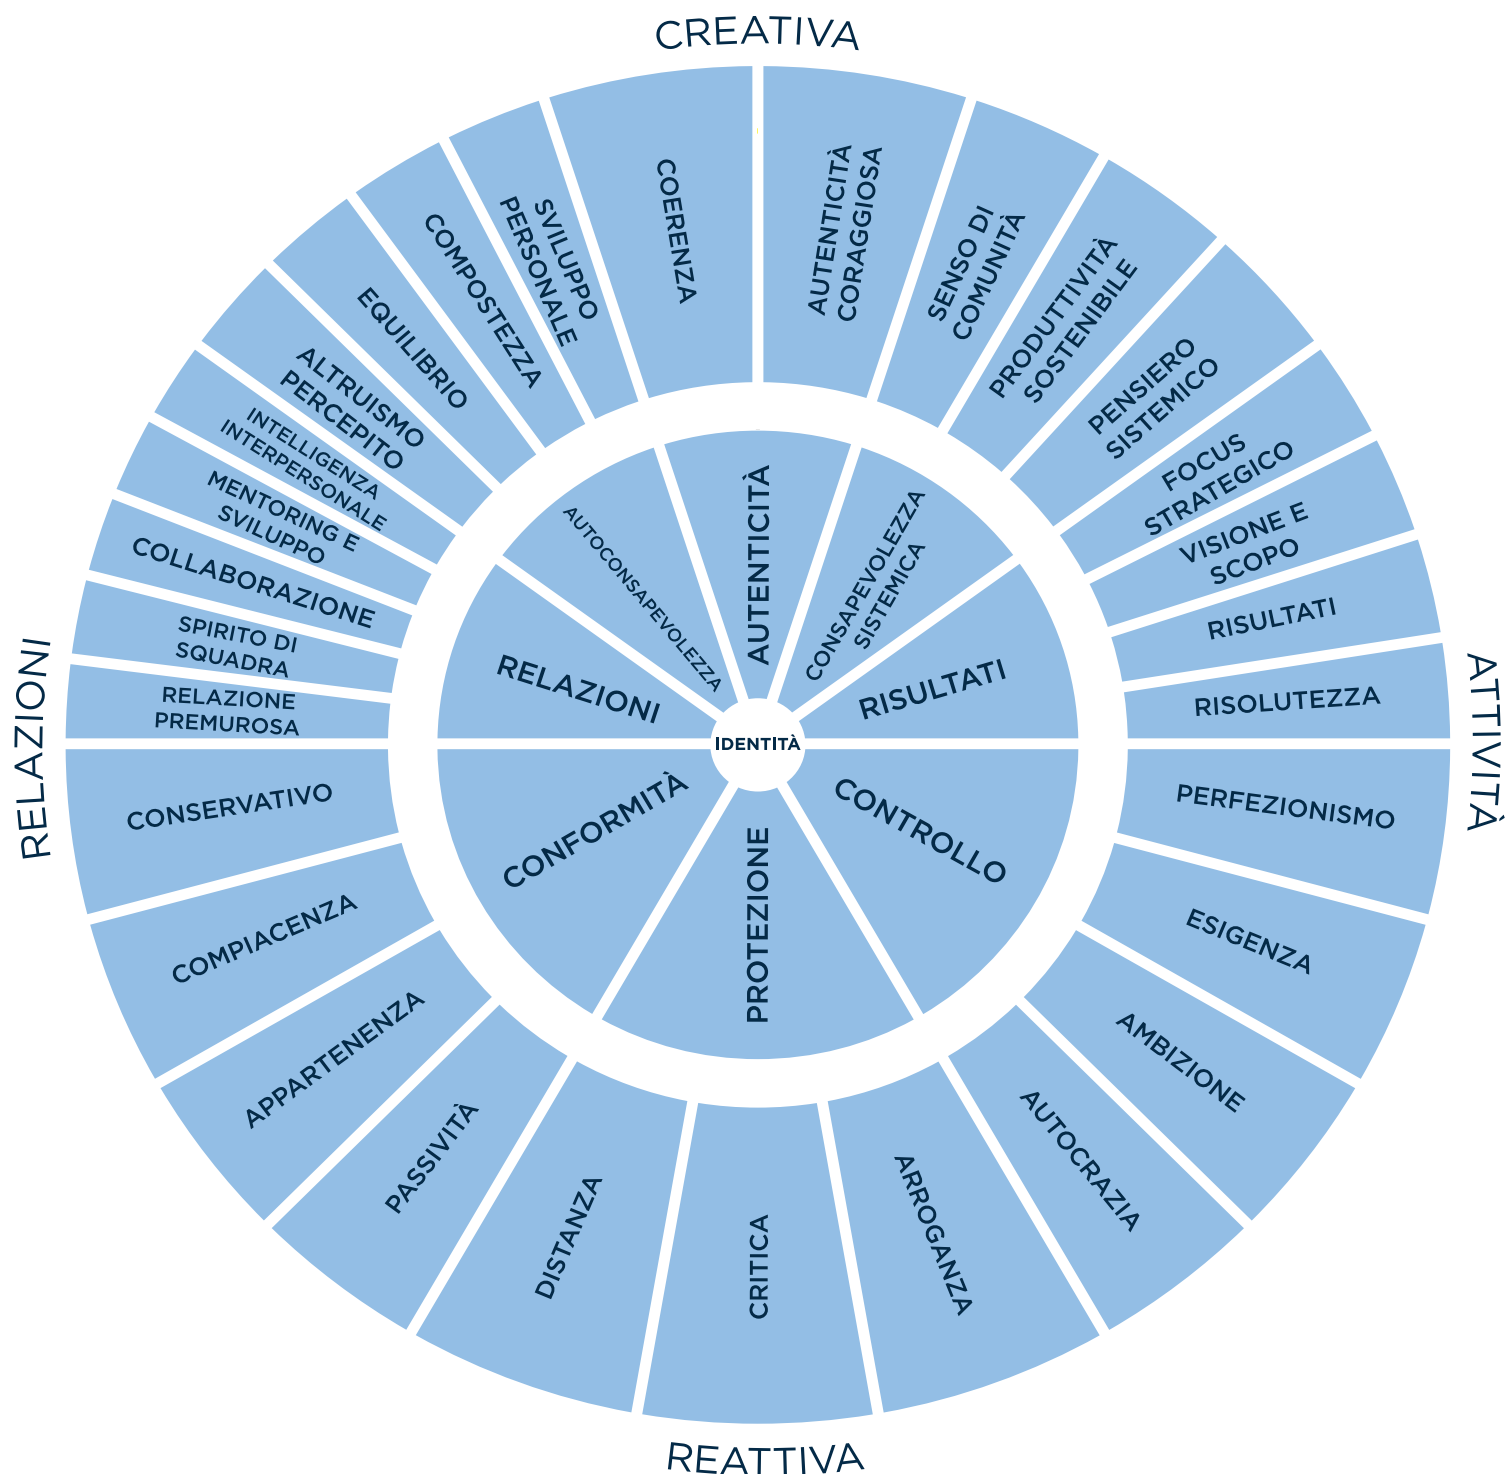 CREATIVA
COERENZA
AUTENTICITÀ
CORAGGIOSA
SENSO DI
COMUNITÀ
PRODUTTIVITÀ
SOSTENIBILE
PENSIERO
SISTEMICO
FOCUS
STRATEGICO
VISIONE E
SCOPO
RISULTATI
RISOLUTEZZA
ATTIVITÀ
PERFEZIONISMO
ESIGENZA
AMBIZIONE
AUTOCRAZIA
ARROGANZA
CRITICA
DISTANZA
PASSIVITÀ
APPARTENENZA
COMPIACENZA
CONSERVATIVO
RELAZIONI
RELAZIONE
PREMUROSA
SPIRITO DI
SQUADRA
COLLABORAZIONE
MENTORING E
SVILUPPO
INTELLIGENZA
INTERPERSONALE
ALTRUISMO
PERCEPITO
EQUILIBRIO
COMPOSTEZZA
SVILUPPO
PERSONALE
RELAZIONI
AUTOCONSAPEVOLEZZA
AUTENTICITÀ
CONSAPEVOLEZZA
SISTEMICA
RISULTATI
IDENTITÀ
CONFORMITÀ
PROTEZIONE
CONTROLLO
REATTIVA